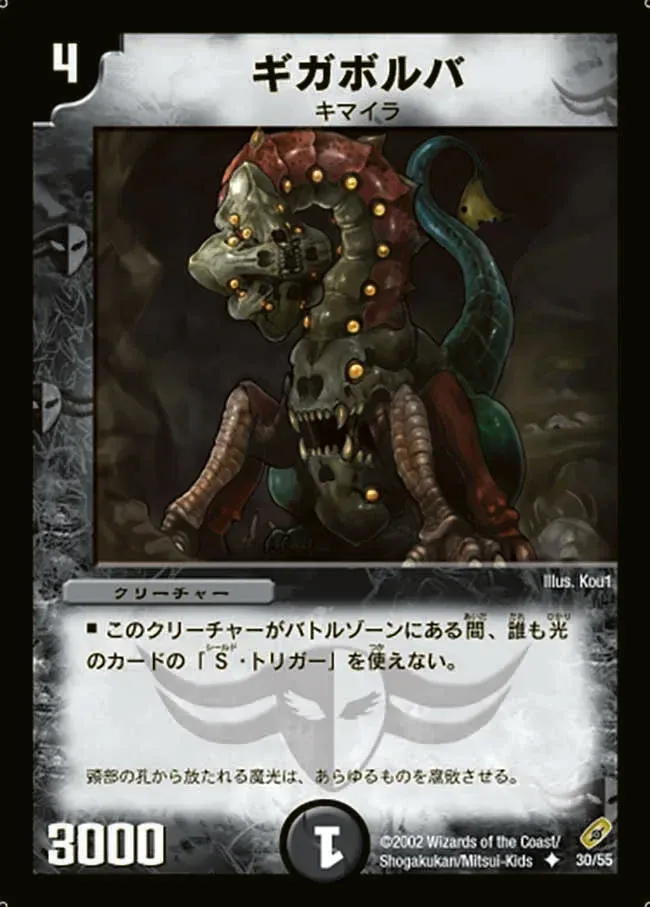 4
ギガボルバ
キマイラ
Illus. Kou1
クリーチャー
■ このクリーチャーがバトルゾーンにある間、誰も光
のカードの「S・トリガー」を使えない。
頸部の孔から放たれる魔光は、あらゆるものを腐敗させる。
3000
1
©2002 Wizards of the Coast/
Shogakukan/Mitsui-Kids
30/55